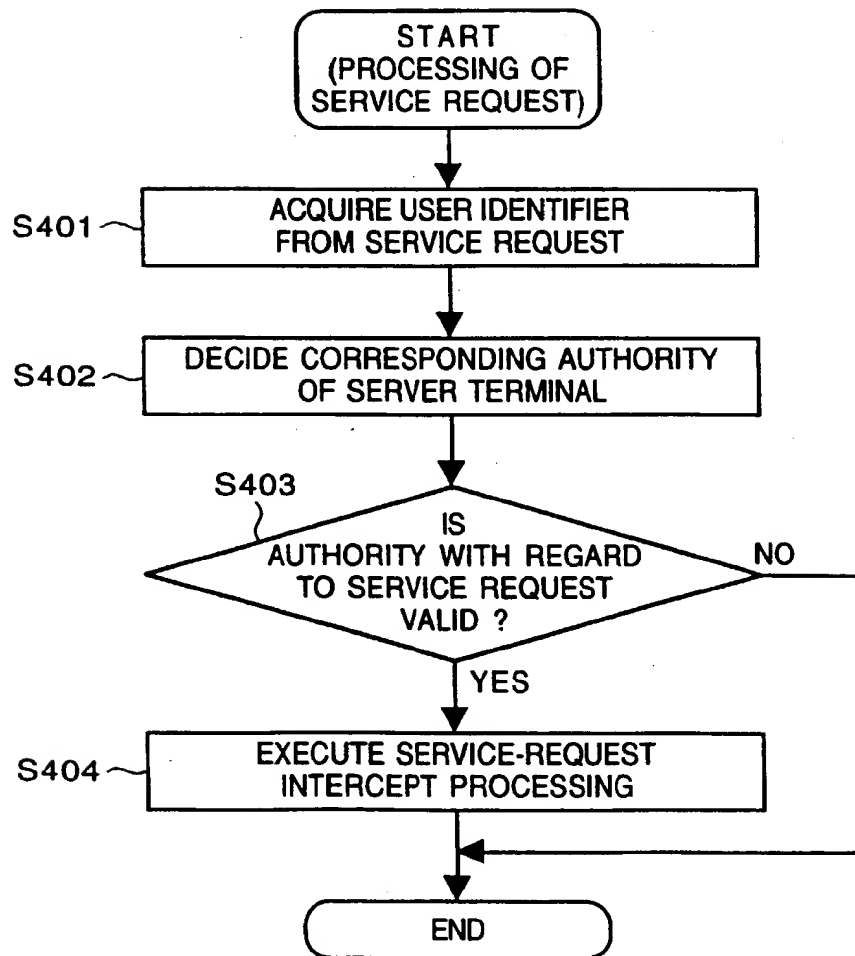 START
(PROCESSING OF
SERVICE REQUEST)
S401
ACQUIRE USER IDENTIFIER
FROM SERVICE REQUEST
S402
DECIDE CORRESPONDING AUTHORITY
OF SERVER TERMINAL
S403
IS
AUTHORITY WITH REGARD
TO SERVICE REQUEST
VALID ?
NO
YES
S404
EXECUTE SERVICE-REQUEST
INTERCEPT PROCESSING
END